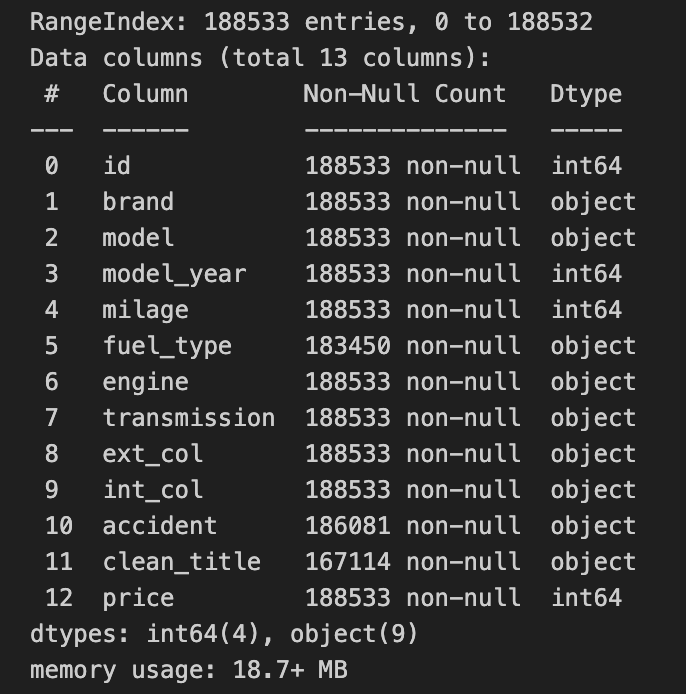 RangeIndex: 188533 entries, 0 to 188532
Data columns (total 13 columns):
 #   Column        Non-Null Count   Dtype
---  ------        --------------   -----
 0   id            188533 non-null  int64
 1   brand         188533 non-null  object
 2   model         188533 non-null  object
 3   model_year    188533 non-null  int64
 4   milage        188533 non-null  int64
 5   fuel_type     183450 non-null  object
 6   engine        188533 non-null  object
 7   transmission  188533 non-null  object
 8   ext_col       188533 non-null  object
 9   int_col       188533 non-null  object
 10  accident      186081 non-null  object
 11  clean_title   167114 non-null  object
 12  price         188533 non-null  int64
dtypes: int64(4), object(9)
memory usage: 18.7+ MB